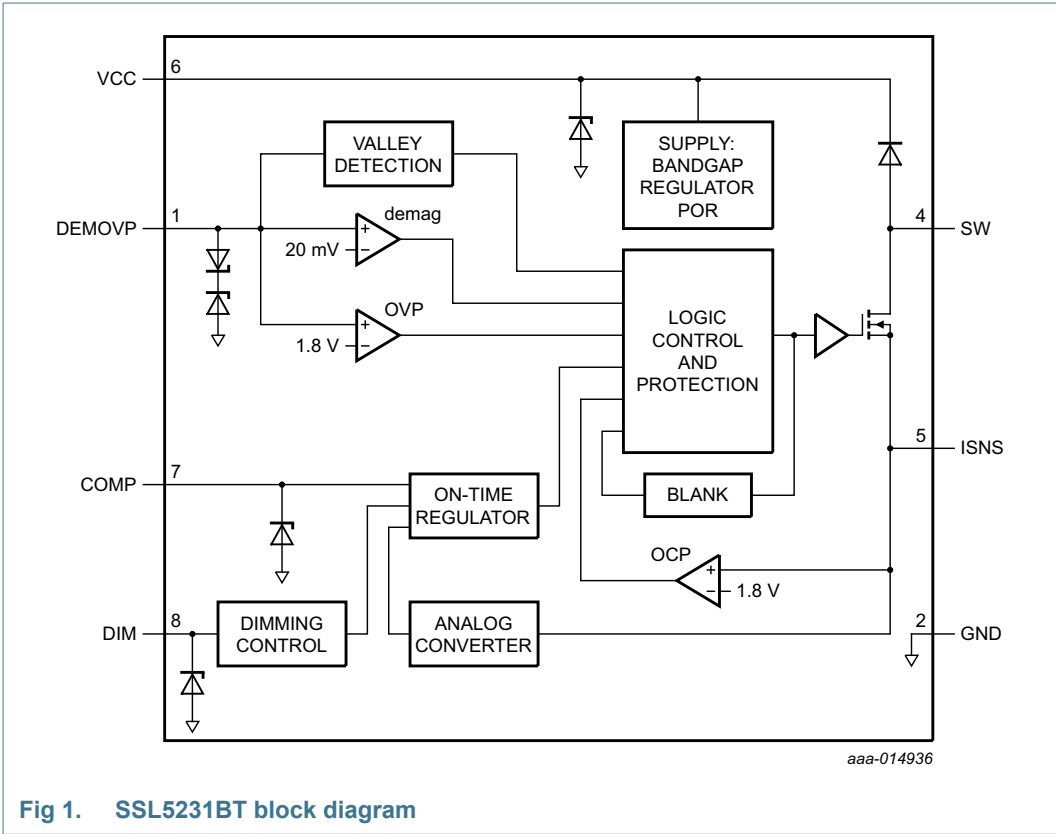 6
VCC
VALLEY
DETECTION
SUPPLY:
BANDGAP
REGULATOR
POR
1
DEMOVP
demag
+
20 mV
−
4
SW
OVP
+
1.8 V
−
LOGIC
CONTROL
AND
PROTECTION
5
ISNS
7
COMP
ON-TIME
REGULATOR
BLANK
OCP
+
−
1.8 V
8
DIM
DIMMING
CONTROL
ANALOG
CONVERTER
2
GND
aaa-014936
Fig 1. SSL5231BT block diagram